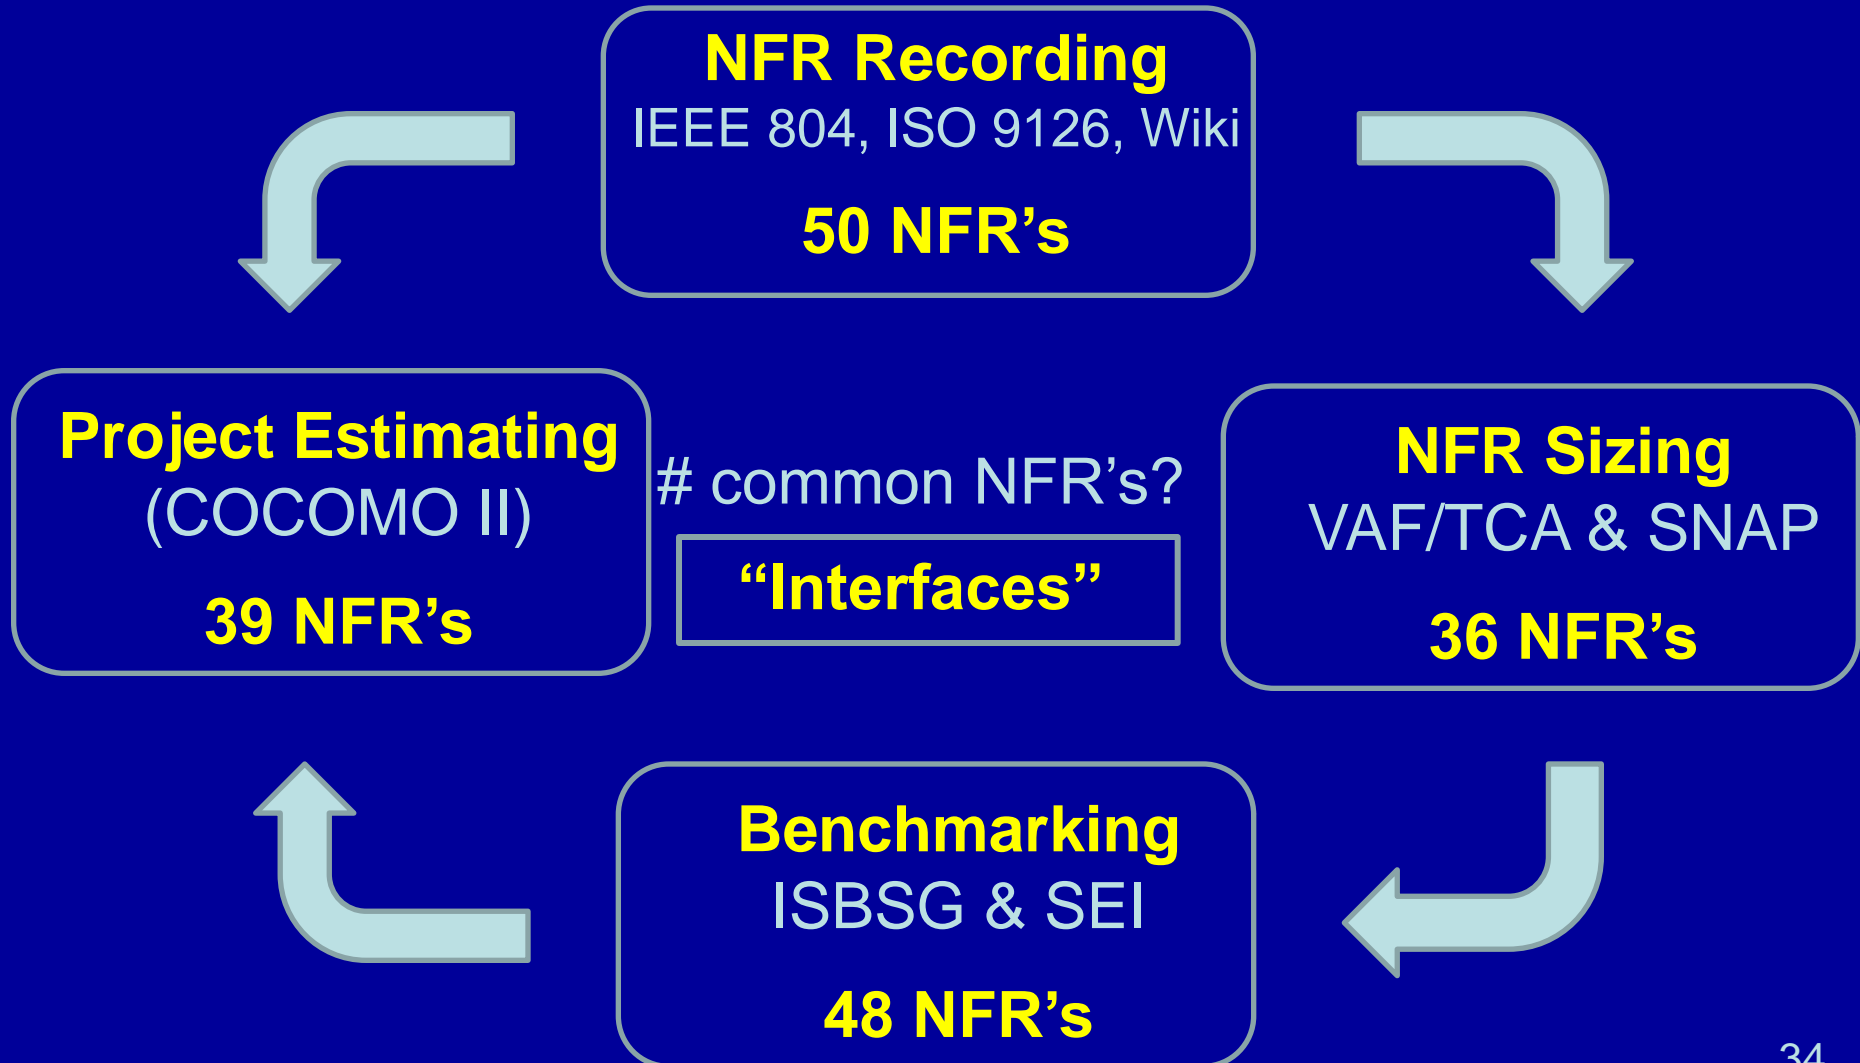 NFR Recording
IEEE 804, ISO 9126, Wiki
50 NFR’s
Project Estimating
(COCOMO II)
39 NFR’s
# common NFR’s?
“Interfaces”
NFR Sizing
VAF/TCA & SNAP
36 NFR’s
Benchmarking
ISBSG & SEI
48 NFR’s
34